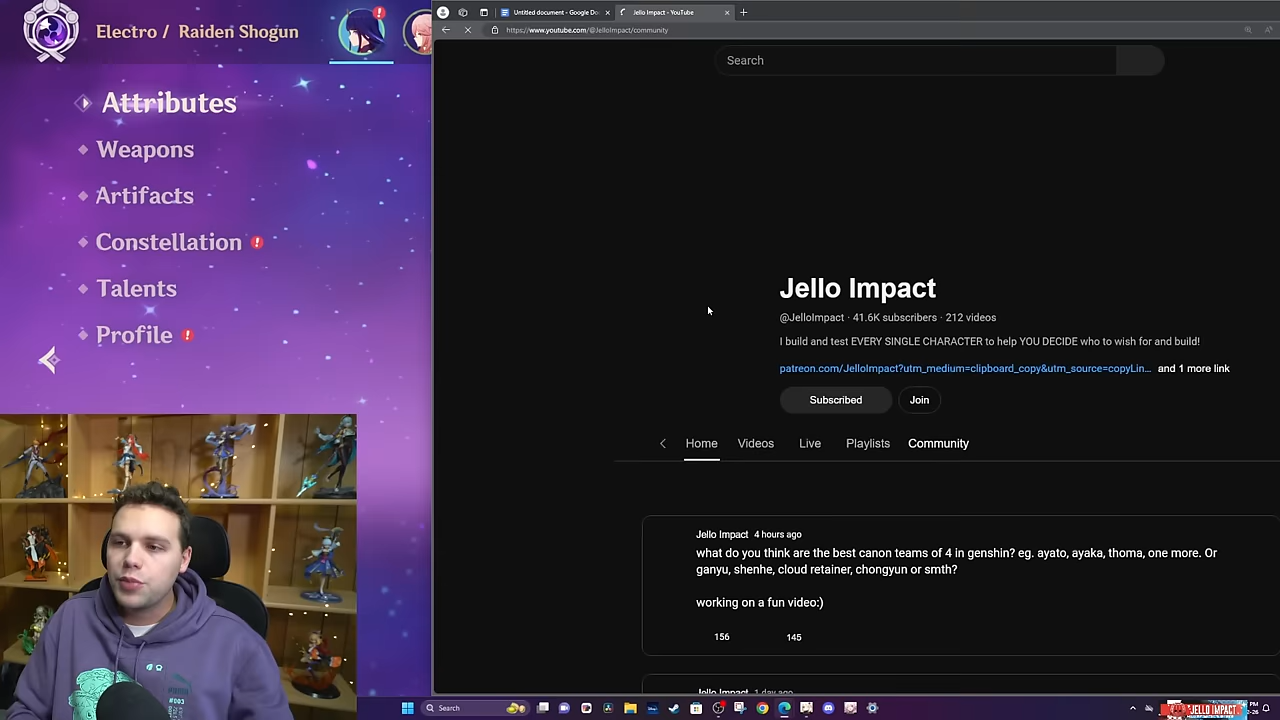 Electro / Raiden Shogun
Attributes
Weapons
Artifacts
Constellation
Talents
Profile
Untitled document - Google Do
Jello Impact - YouTube
https://www.youtube.com/@JelloImpact/community
Search
Jello Impact
@JelloImpact · 41.6K subscribers · 212 videos
I build and test EVERY SINGLE CHARACTER to help YOU DECIDE who to wish for and build!
patreon.com/JelloImpact?utm_medium=clipboard_copy&utm_source=copyLin... and 1 more link
Subscribed
Join
Home
Videos
Live
Playlists
Community
Jello Impact 4 hours ago
what do you think are the best canon teams of 4 in genshin? eg. ayato, ayaka, thoma, one more. Or
ganyu, shenhe, cloud retainer, chongyun or smth?
working on a fun video:)
156
145
Jello Impact 1 day ago
Search
JELLO IMPACT